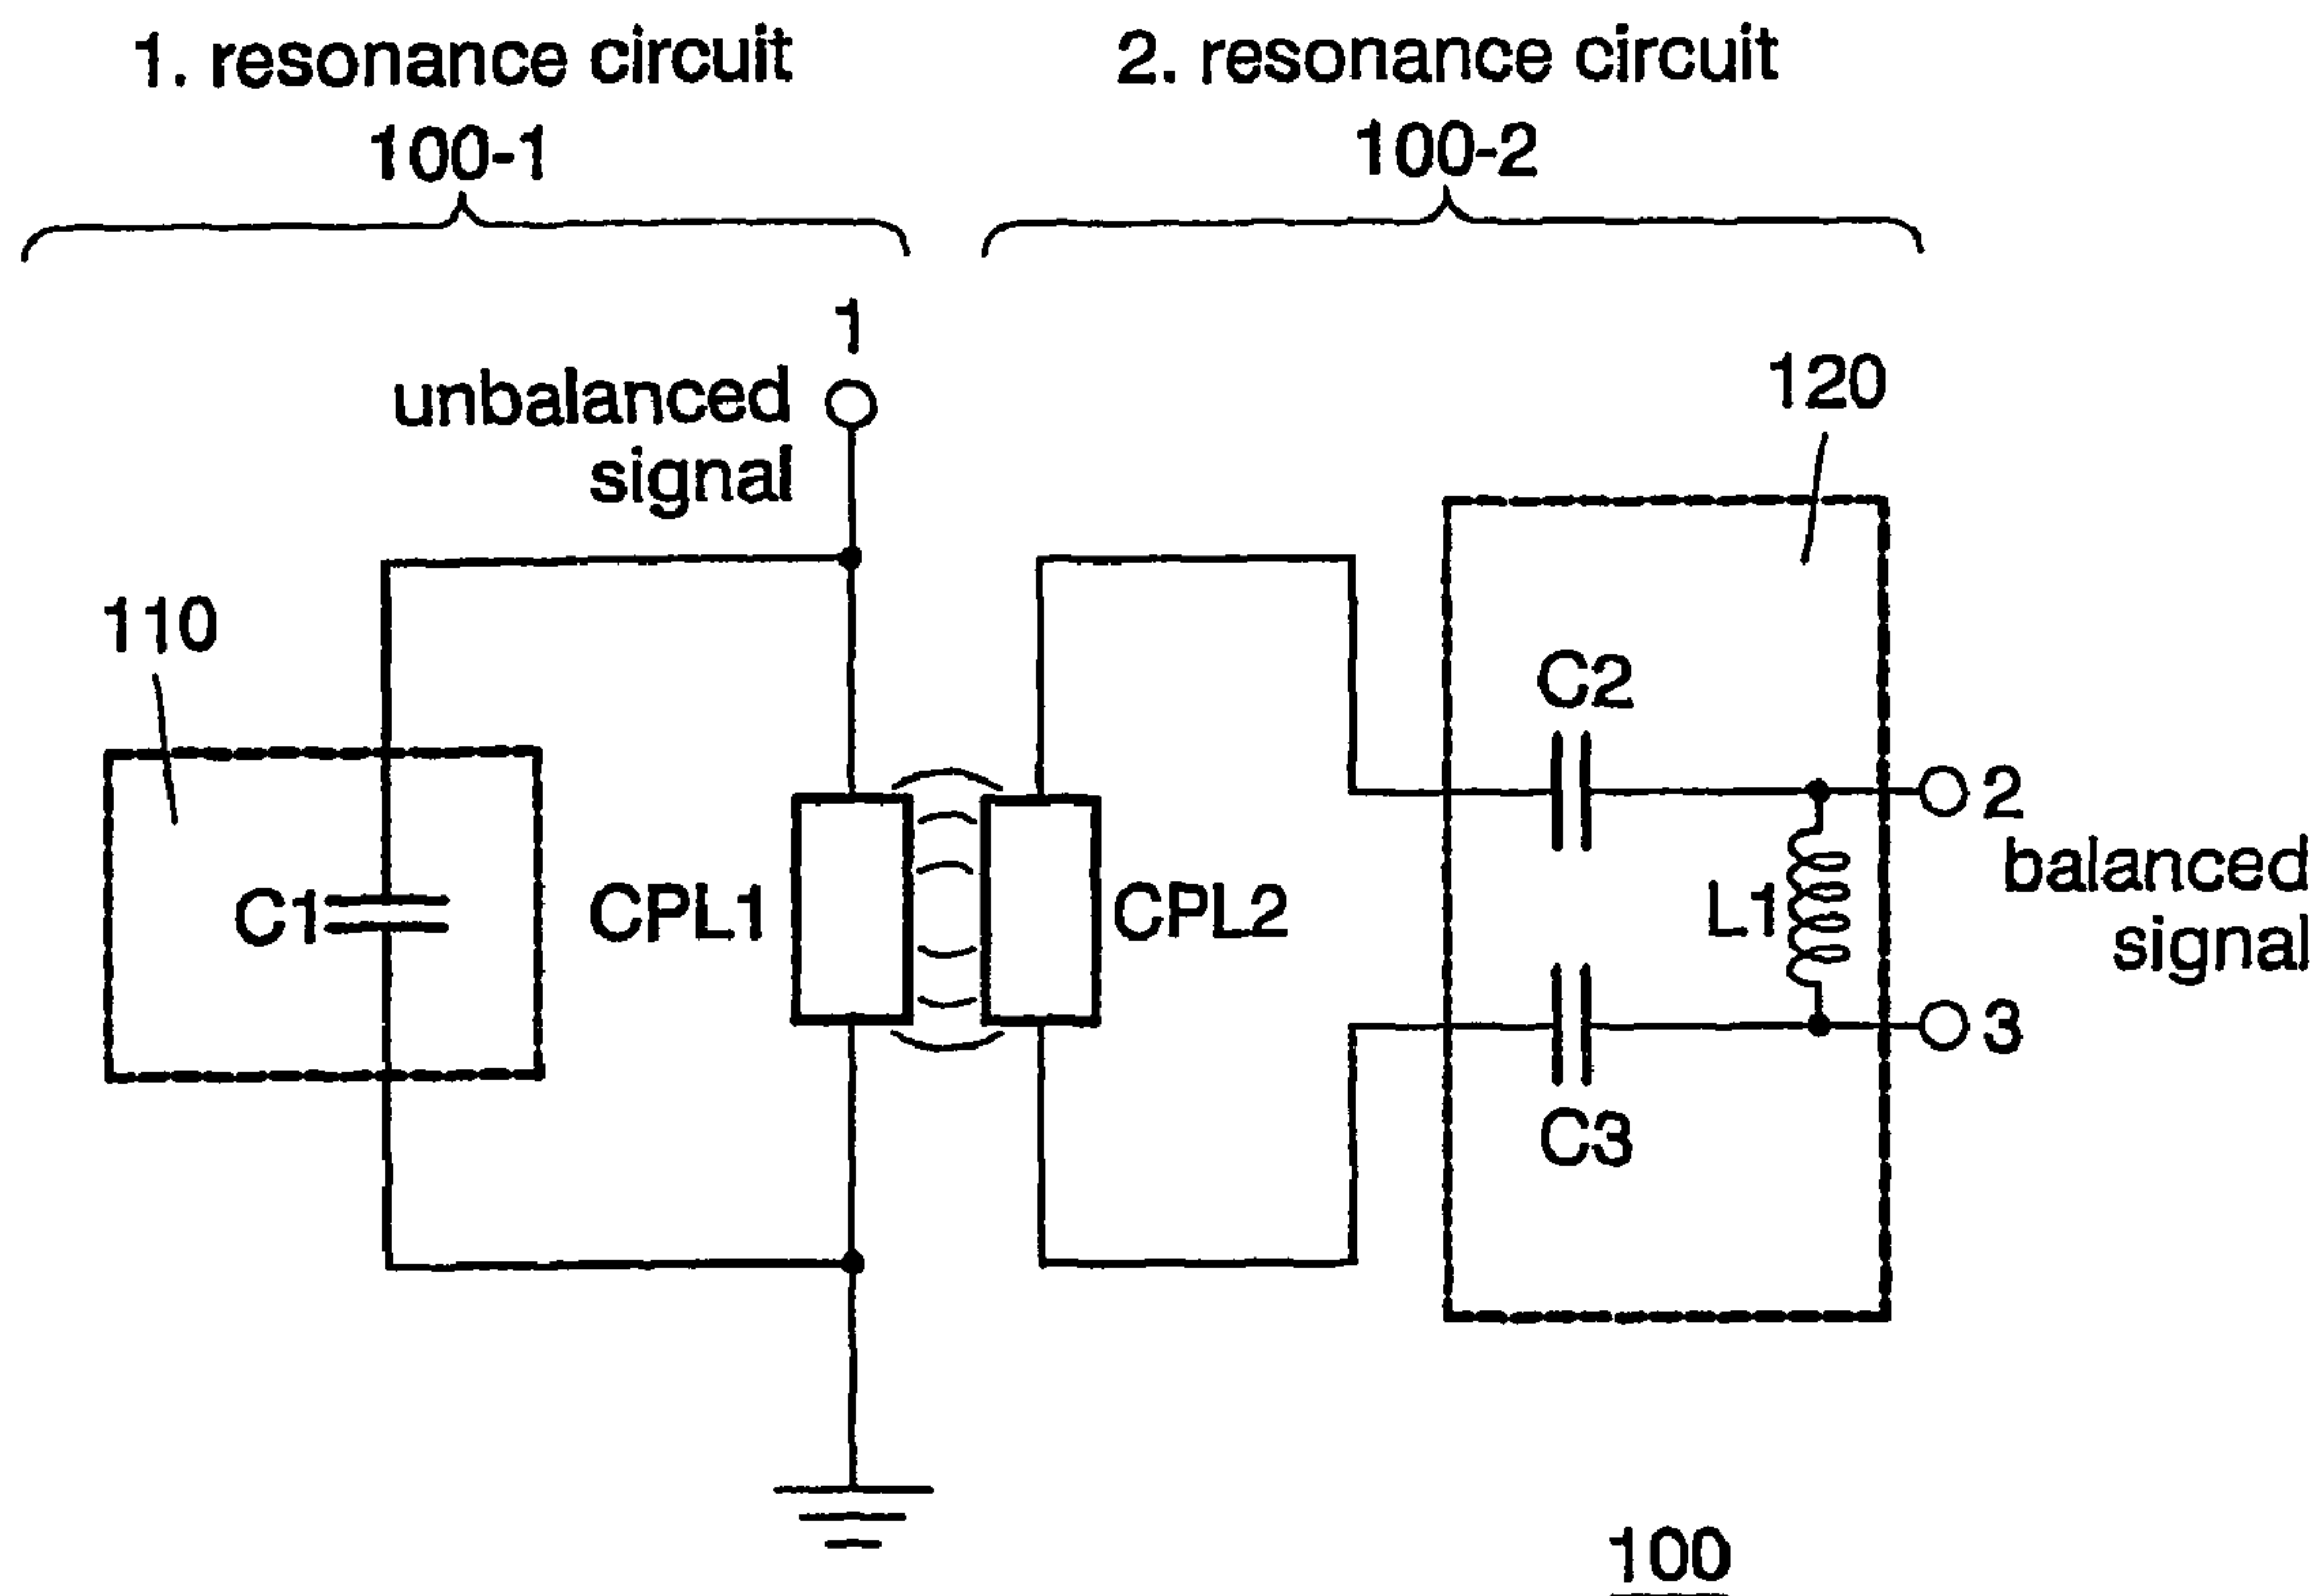 1. resonance circuit
100-1
2. resonance circuit
100-2
1
unbalanced
signal
120
110
C2
2
balanced
signal
C1
CPL1
CPL2
L1
3
C3
100